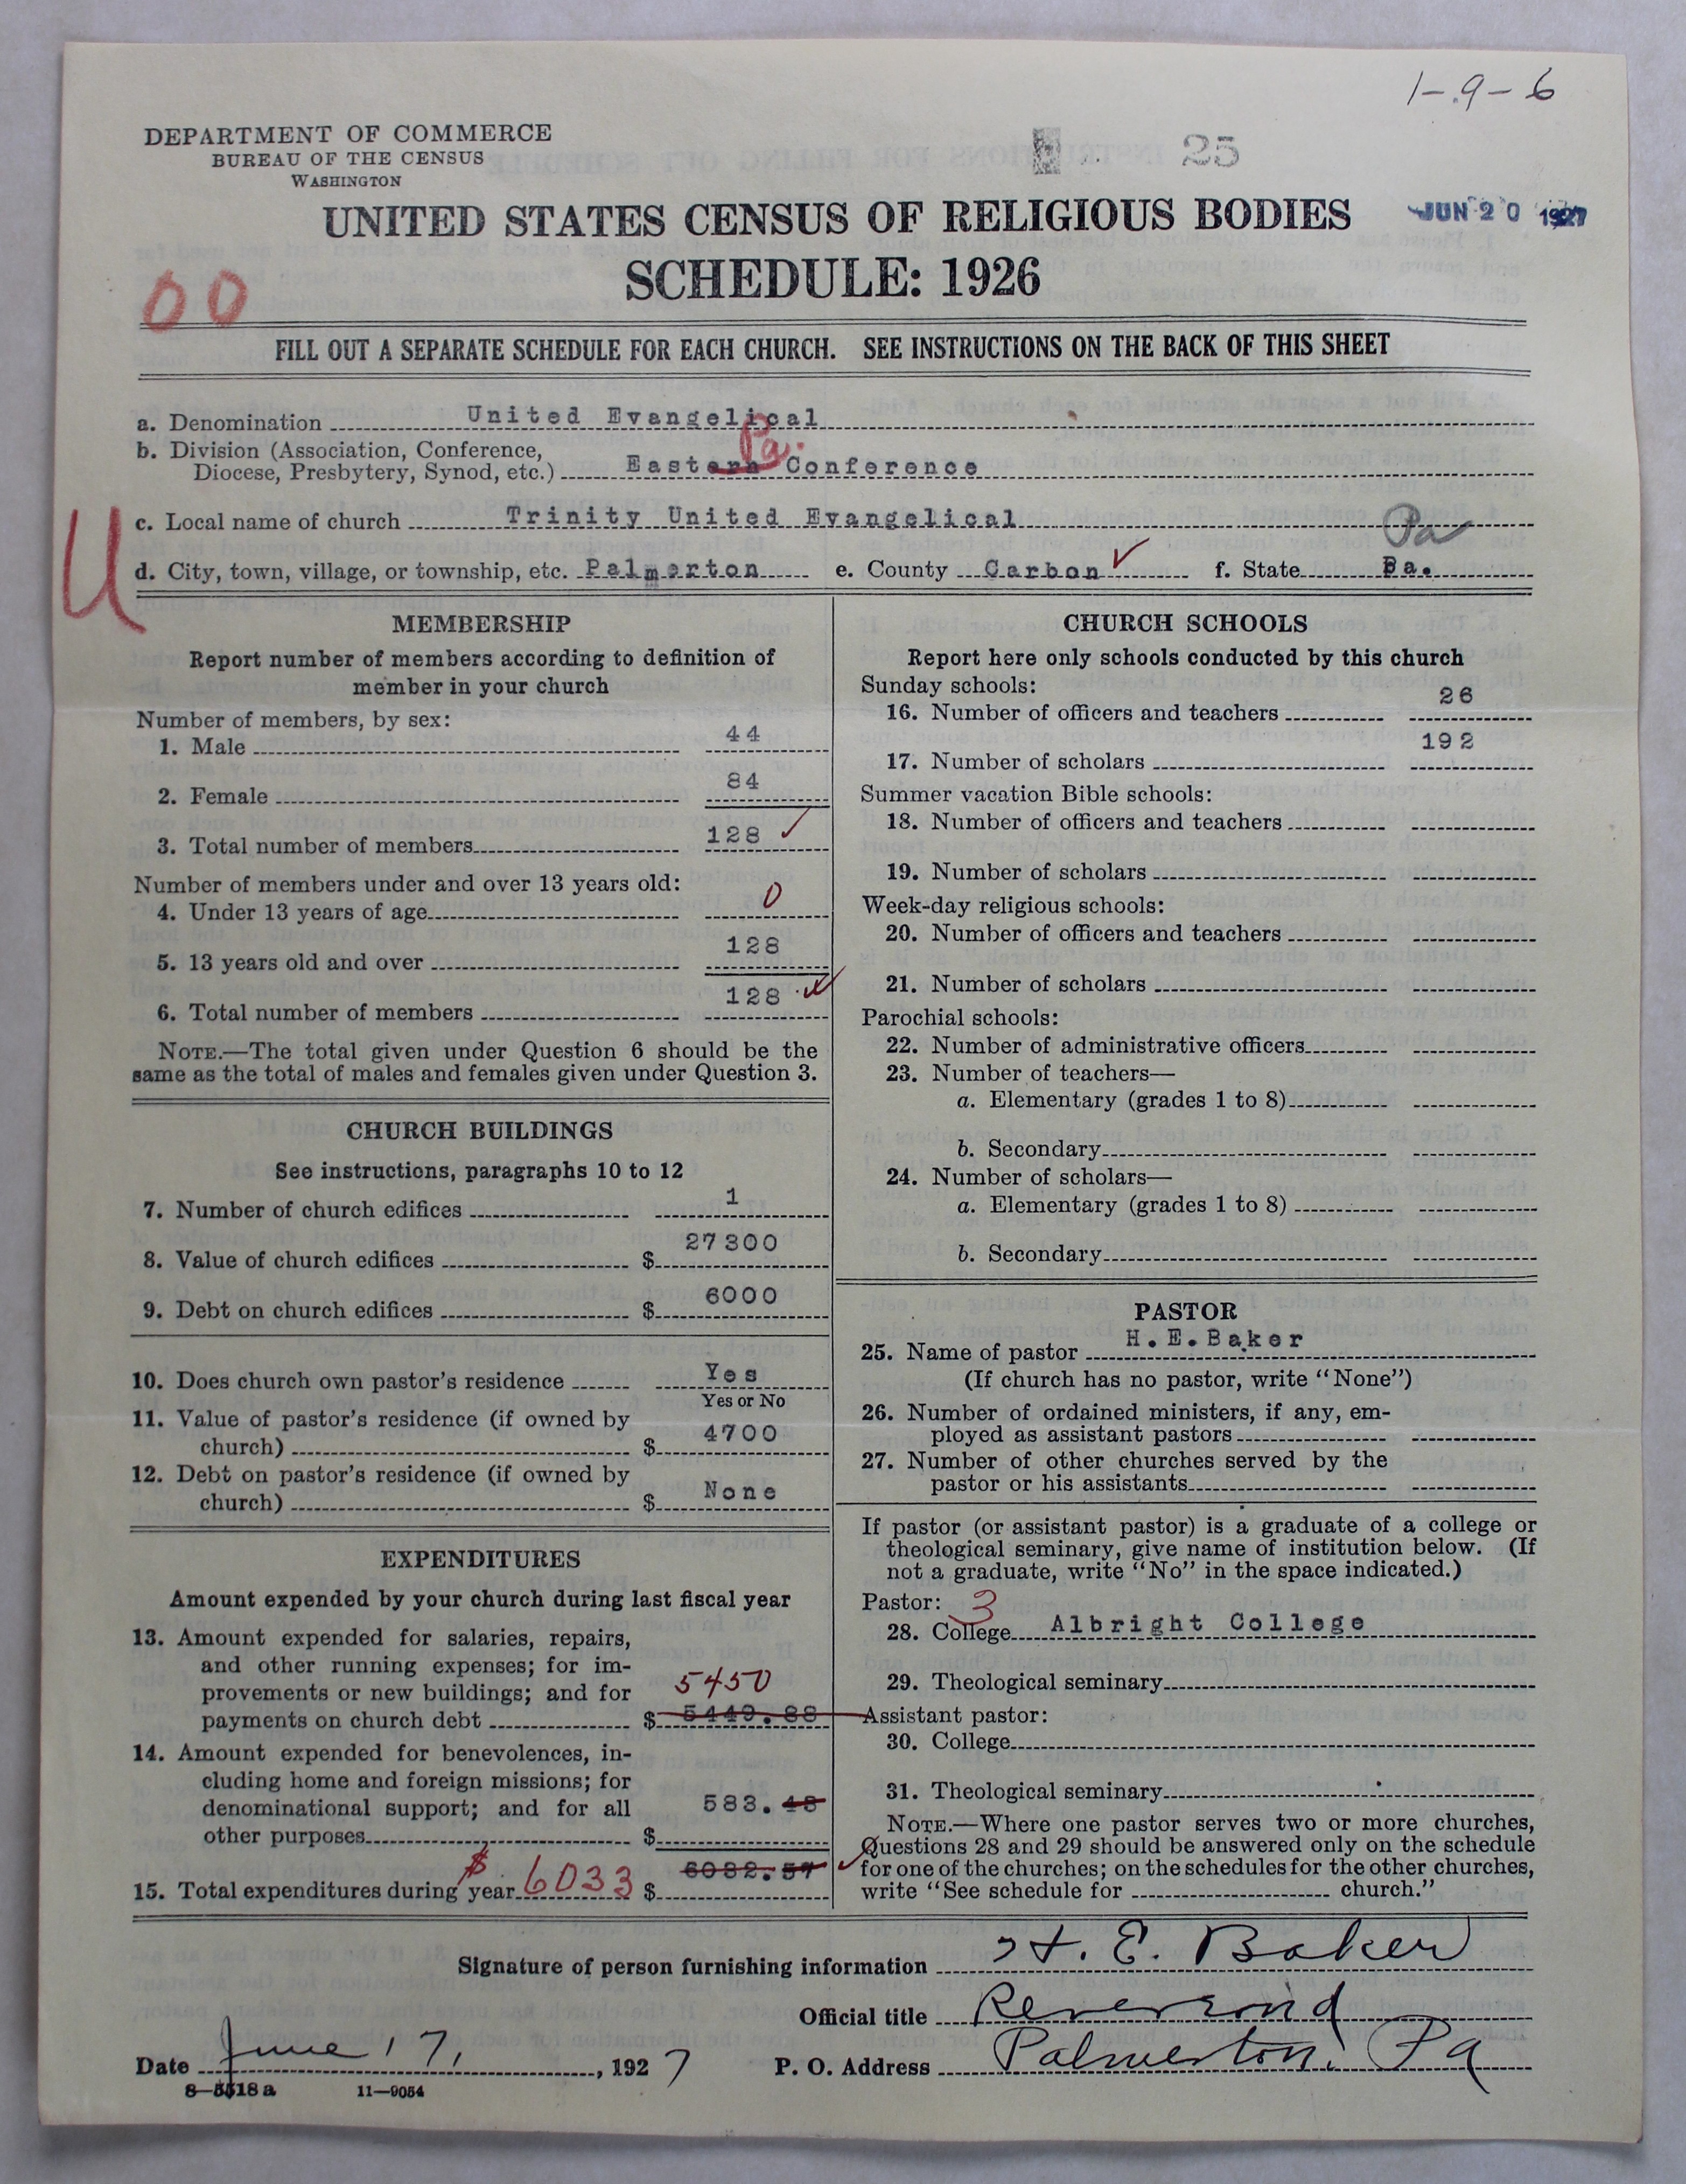 1-9-6
DEPARTMENT OF COMMERCE
BUREAU OF THE CENSUS
WASHINGTON
25
UNITED STATES CENSUS OF RELIGIOUS BODIES
JUN 20 1927
SCHEDULE: 1926
00
FILL OUT A SEPARATE SCHEDULE FOR EACH CHURCH. SEE INSTRUCTIONS ON THE BACK OF THIS SHEET
a. Denomination United Evangelical
b. Division (Association, Conference,
Pa.
Diocese, Presbytery, Synod, etc.) Eastern Conference
U
c. Local name of church Trinity United Evangelical
Pa
d. City, town, village, or township, etc. Palmerton e. County Carbon f. State Pa.
MEMBERSHIP
Report number of members according to definition of
member in your church
Number of members, by sex:
1. Male 44
2. Female 84
3. Total number of members 128
Number of members under and over 13 years old:
4. Under 13 years of age 0
5. 13 years old and over 128
6. Total number of members 128
NOTE.—The total given under Question 6 should be the
same as the total of males and females given under Question 3.
CHURCH BUILDINGS
See instructions, paragraphs 10 to 12
7. Number of church edifices 1
8. Value of church edifices $ 27300
9. Debt on church edifices $ 6000
10. Does church own pastor's residence Yes
Yes or No
11. Value of pastor's residence (if owned by
church) $ 4700
12. Debt on pastor's residence (if owned by
church) $ None
EXPENDITURES
Amount expended by your church during last fiscal year
13. Amount expended for salaries, repairs,
and other running expenses; for im-
provements or new buildings; and for 5450
payments on church debt $ 5449.88
14. Amount expended for benevolences, in-
cluding home and foreign missions; for
denominational support; and for all 583.48
other purposes $
15. Total expenditures during year $ 6033 $ 6032.57
CHURCH SCHOOLS
Report here only schools conducted by this church
Sunday schools:
16. Number of officers and teachers 26
17. Number of scholars 192
Summer vacation Bible schools:
18. Number of officers and teachers
19. Number of scholars
Week-day religious schools:
20. Number of officers and teachers
21. Number of scholars
Parochial schools:
22. Number of administrative officers
23. Number of teachers—
a. Elementary (grades 1 to 8)
b. Secondary
24. Number of scholars—
a. Elementary (grades 1 to 8)
b. Secondary
PASTOR
25. Name of pastor H.E.Baker
(If church has no pastor, write "None")
26. Number of ordained ministers, if any, em-
ployed as assistant pastors
27. Number of other churches served by the
pastor or his assistants
If pastor (or assistant pastor) is a graduate of a college or
theological seminary, give name of institution below. (If
not a graduate, write "No" in the space indicated.)
Pastor: 3
28. College Albright College
29. Theological seminary
Assistant pastor:
30. College
31. Theological seminary
NOTE.—Where one pastor serves two or more churches,
Questions 28 and 29 should be answered only on the schedule
for one of the churches; on the schedules for the other churches,
write "See schedule for church."
Signature of person furnishing information H. E. Baker
Official title Reverend
Date June 17, , 1927 P. O. Address Palmerton, Pa
8-5518 a 11-9054